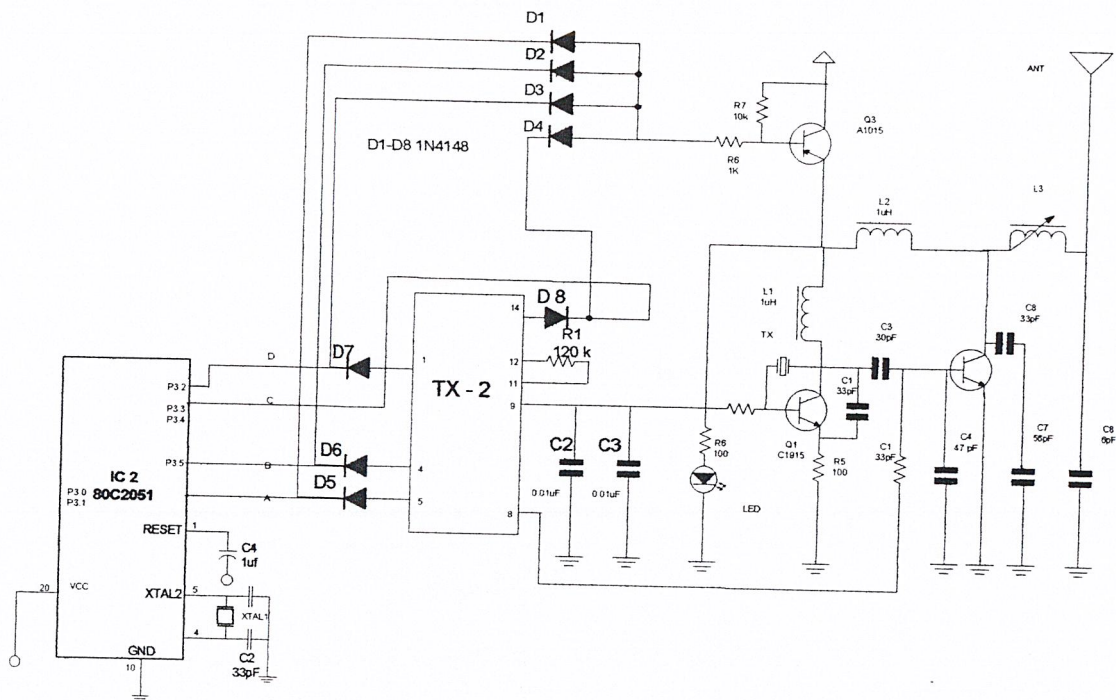 D1
D2
D3
D4
D1-D8 1N4148
R7
10k
Q3
A1015
R6
1K
ANT
L2
1uH
L3
L1
1uH
TX
C3
30pF
C8
33pF
C1
33pF
D 8
R1
120 k
14
12
11
9
8
1
4
5
TX - 2
D7
D6
D5
D
C
B
A
P3.2
P3.3
P3.4
P3.5
P3.0
P3.1
IC 2
80C2051
RESET
1
C4
1uf
20
VCC
XTAL2
5
XTAL1
4
C2
33pF
GND
10
C2
0.01uF
C3
0.01uF
R6
100
LED
Q1
C1815
R5
100
C1
33pF
C4
47 pF
C7
56pF
C8
6pF